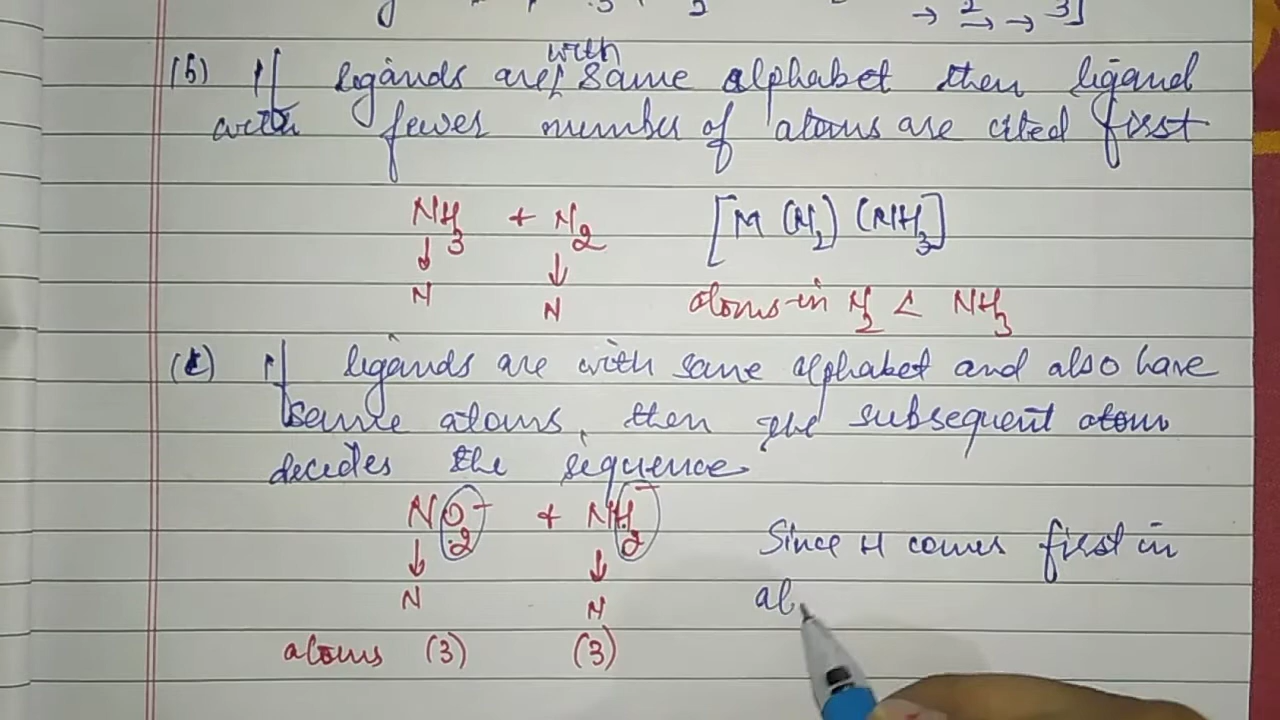 → 2→ → 3]
(b) If ligands are with same alphabet then ligand
with fewer number of atoms are cited first
NH3 + N2 [M (N2) (NH3]
↓ ↓
N N atoms in N2 < NH3
(c) If ligands are with same alphabet and also have
same atoms, then the subsequent atom
decides the sequence.
NO2- + NH2- Since H comes first in
↓ ↓ al
N N
atoms (3) (3)